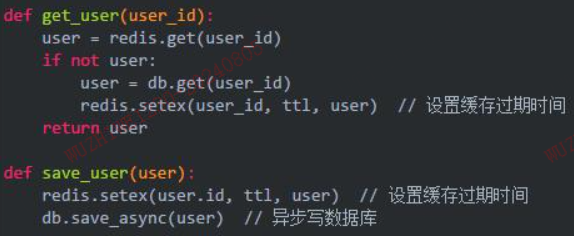 def get_user(user_id):
    user = redis.get(user_id)
    if not user:
        user = db.get(user_id)
        redis.setex(user_id, ttl, user)  // 设置缓存过期时间
    return user

def save_user(user):
    redis.setex(user.id, ttl, user)  // 设置缓存过期时间
    db.save_async(user)  // 异步写数据库